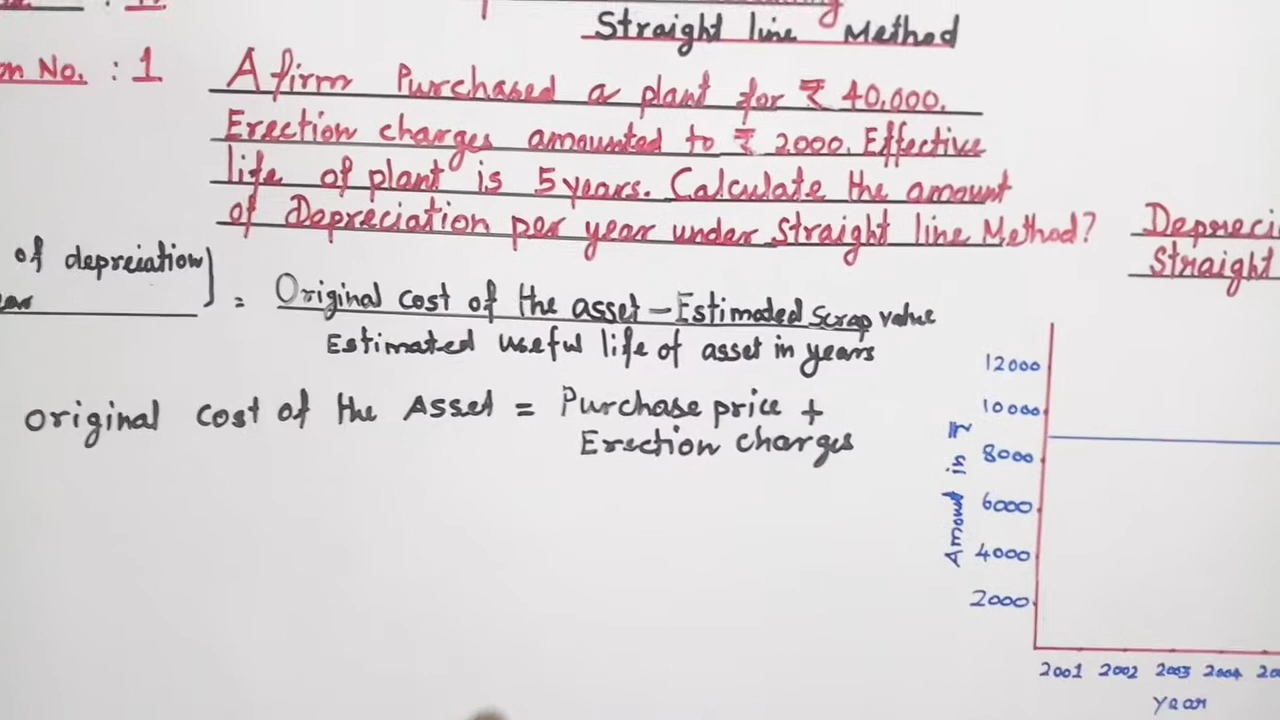 Straight line Method
on No. : 1
A firm Purchased a plant for ₹ 40,000.
Erection charges amounted to ₹ 2000. Effective
life of plant is 5 years. Calculate the amount
of Depreciation per year under Straight line Method?
Depreci
Straight
of depreciation]
= Original cost of the asset – Estimated Scrap value
Estimated useful life of asset in years
Original cost of the Asset = Purchase price +
Erection charges
12000
10000
8000
6000
4000
2000
Amount in ₹
2001 2002 2003 2004 20
Year